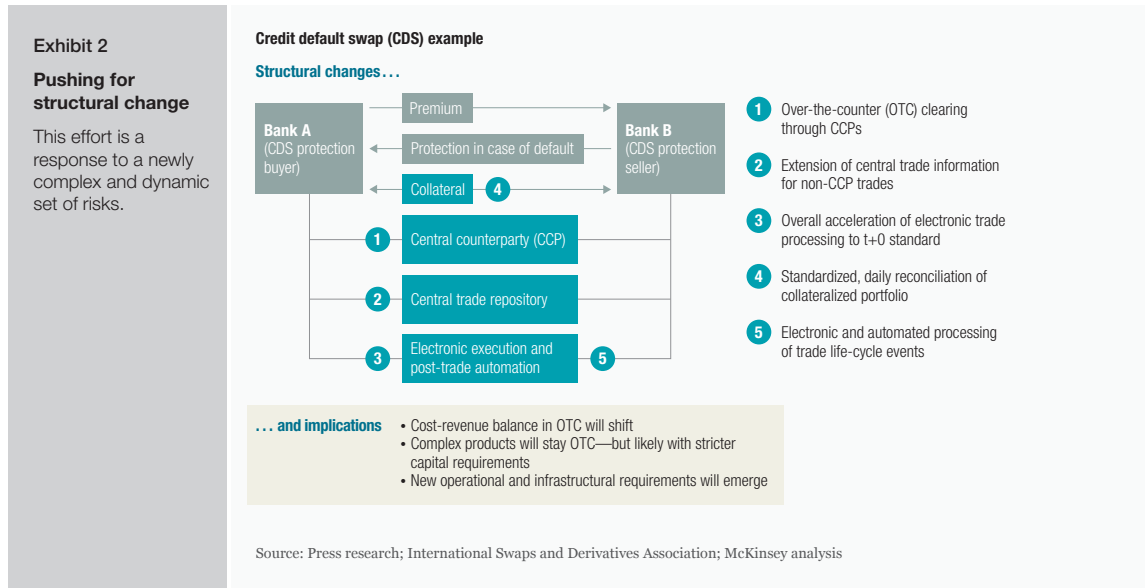 Exhibit 2
Pushing for
structural change
This effort is a
response to a newly
complex and dynamic
set of risks.
Credit default swap (CDS) example
Structural changes . . .
Bank A
(CDS protection
buyer)
Premium
Protection in case of default
Collateral
4
Bank B
(CDS protection
seller)
1
Central counterparty (CCP)
2
Central trade repository
3
Electronic execution and
post-trade automation
5
1
Over-the-counter (OTC) clearing
through CCPs
2
Extension of central trade information
for non-CCP trades
3
Overall acceleration of electronic trade
processing to t+0 standard
4
Standardized, daily reconciliation of
collateralized portfolio
5
Electronic and automated processing
of trade life-cycle events
. . . and implications
• Cost-revenue balance in OTC will shift
• Complex products will stay OTC—but likely with stricter
capital requirements
• New operational and infrastructural requirements will emerge
Source: Press research; International Swaps and Derivatives Association; McKinsey analysis